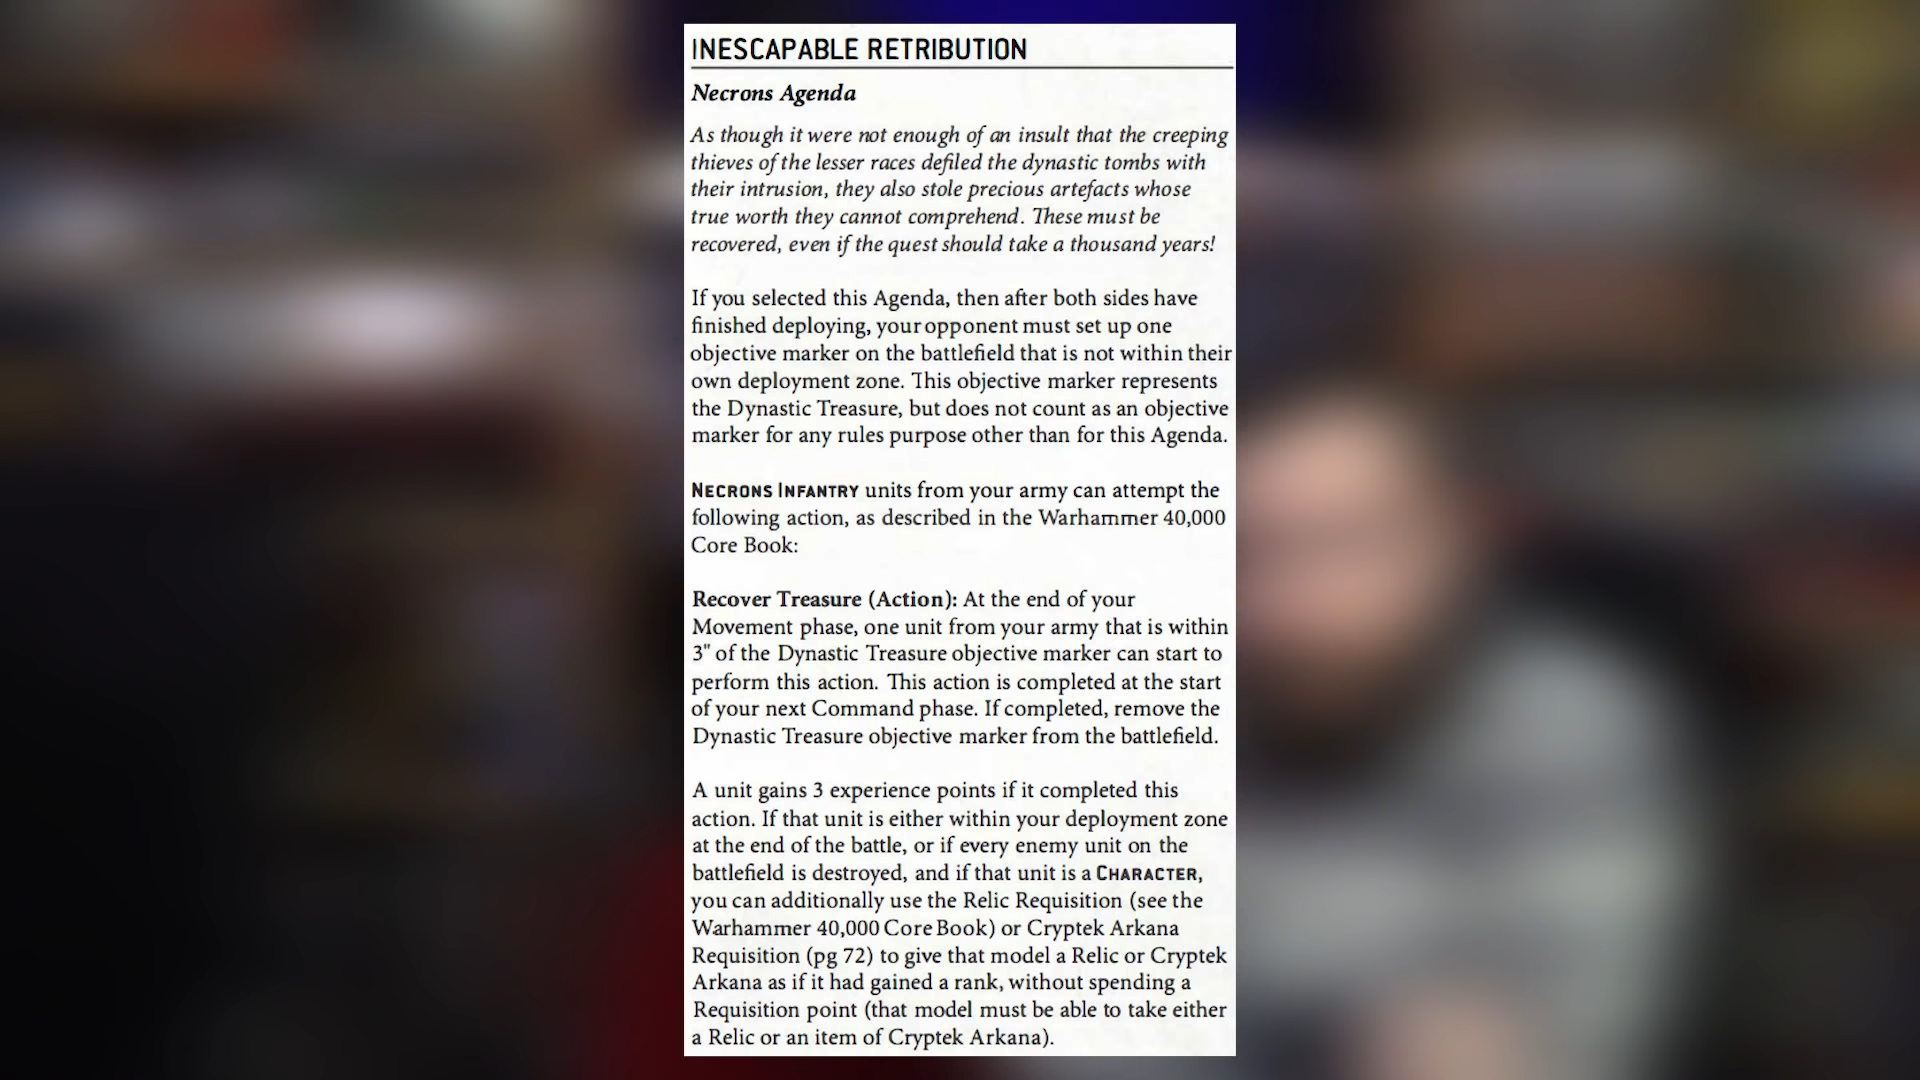 INESCAPABLE RETRIBUTION
Necrons Agenda
As though it were not enough of an insult that the creeping
thieves of the lesser races defiled the dynastic tombs with
their intrusion, they also stole precious artefacts whose
true worth they cannot comprehend. These must be
recovered, even if the quest should take a thousand years!
If you selected this Agenda, then after both sides have
finished deploying, your opponent must set up one
objective marker on the battlefield that is not within their
own deployment zone. This objective marker represents
the Dynastic Treasure, but does not count as an objective
marker for any rules purpose other than for this Agenda.
NECRONS INFANTRY units from your army can attempt the
following action, as described in the Warhammer 40,000
Core Book:
Recover Treasure (Action): At the end of your
Movement phase, one unit from your army that is within
3" of the Dynastic Treasure objective marker can start to
perform this action. This action is completed at the start
of your next Command phase. If completed, remove the
Dynastic Treasure objective marker from the battlefield.
A unit gains 3 experience points if it completed this
action. If that unit is either within your deployment zone
at the end of the battle, or if every enemy unit on the
battlefield is destroyed, and if that unit is a CHARACTER,
you can additionally use the Relic Requisition (see the
Warhammer 40,000 Core Book) or Cryptek Arkana
Requisition (pg 72) to give that model a Relic or Cryptek
Arkana as if it had gained a rank, without spending a
Requisition point (that model must be able to take either
a Relic or an item of Cryptek Arkana).